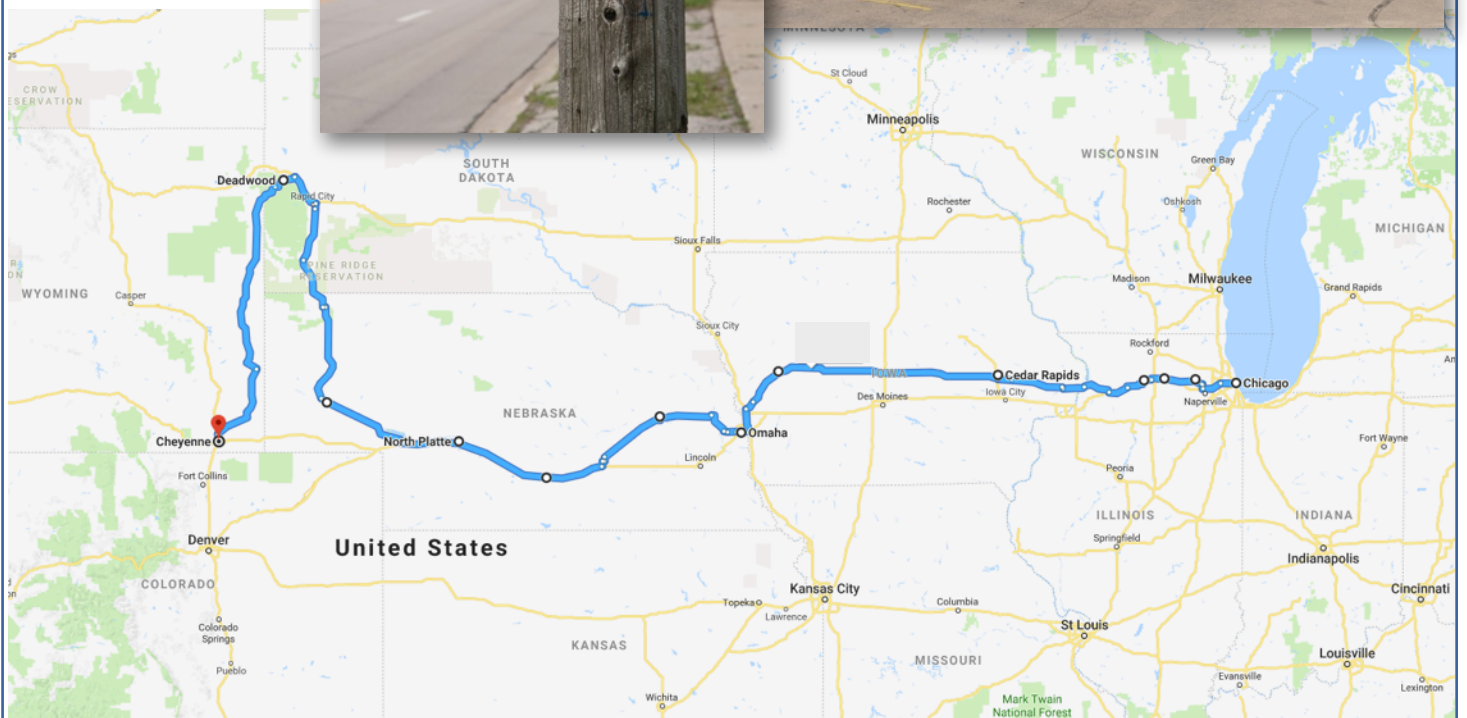 MINNESOTA
St Cloud
CROW
ESERVATION
Minneapolis
SOUTH
DAKOTA
WISCONSIN
Green Bay
Deadwood
Rapid City
Rochester
Oshkosh
MICHIGAN
Sioux Falls
PINE RIDGE
RESERVATION
Madison
Milwaukee
WYOMING
Casper
Grand Rapids
Sioux City
Rockford
IOWA
Cedar Rapids
Chicago
Des Moines
Iowa City
Naperville
NEBRASKA
Cheyenne
North Platte
Omaha
Fort Wayne
Lincoln
Fort Collins
Peoria
ILLINOIS
INDIANA
Denver
United States
Springfield
Indianapolis
COLORADO
Kansas City
Cincinnati
Topeka
Lawrence
Columbia
Colorado
Springs
St Louis
KANSAS
MISSOURI
Louisville
Pueblo
Evansville
Lexington
Wichita
Mark Twain
National Forest